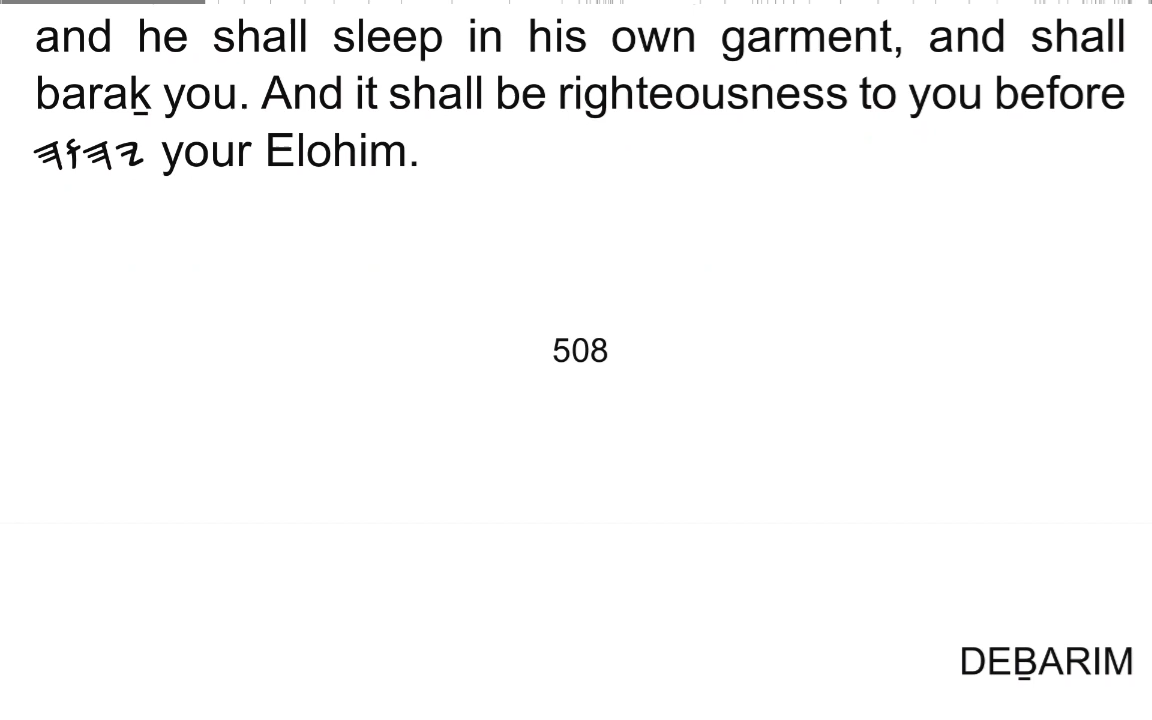 and he shall sleep in his own garment, and shall
baraḵ you. And it shall be righteousness to you before
𐤉𐤄𐤅𐤄 your Elohim.
508
DEḆARIM